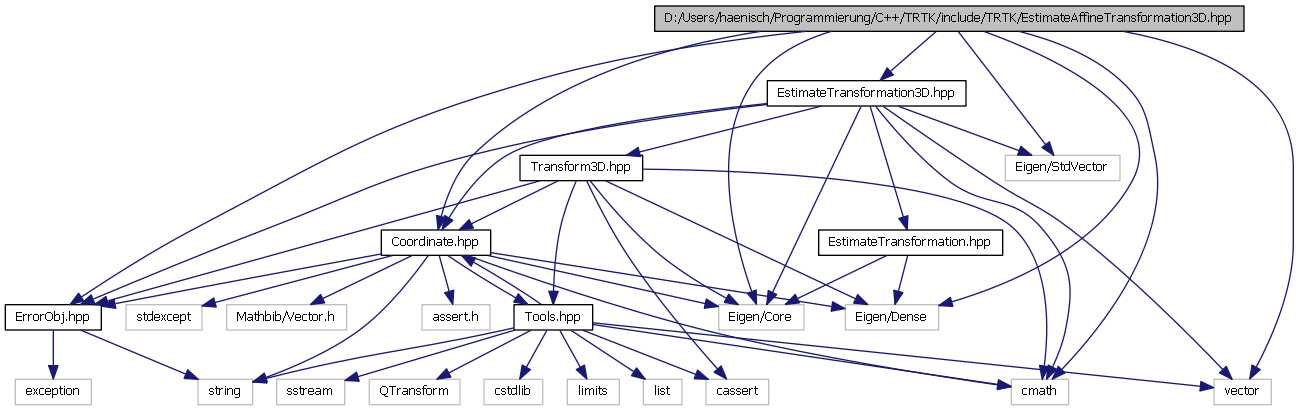 D:/Users/haenisch/Programmierung/C++/TRTK/include/TRTK/EstimateAffineTransformation3D.hpp
EstimateTransformation3D.hpp
Transform3D.hpp
Eigen/StdVector
Coordinate.hpp
EstimateTransformation.hpp
ErrorObj.hpp
stdexcept
Mathbib/Vector.h
assert.h
Tools.hpp
Eigen/Core
Eigen/Dense
exception
string
sstream
QTransform
cstdlib
limits
list
cassert
cmath
vector